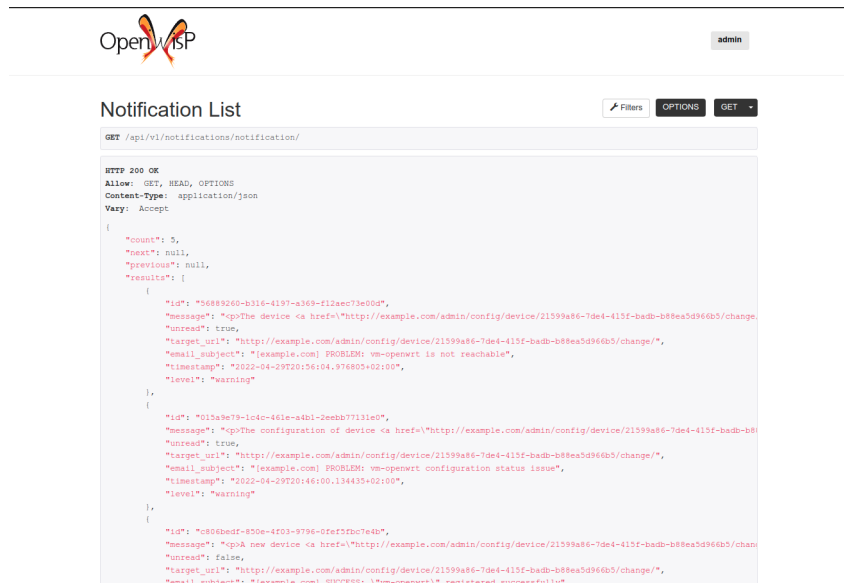 OpenWISP
admin
Notification List
Filters
OPTIONS
GET
GET /api/v1/notifications/notification/
HTTP 200 OK
Allow: GET, HEAD, OPTIONS
Content-Type: application/json
Vary: Accept
{
"count": 5,
"next": null,
"previous": null,
"results": [
{
"id": "56889260-b316-4197-a369-f12aec73e00d",
"message": "<p>The device <a href=\"http://example.com/admin/config/device/21599a86-7de4-415f-badb-b88ea5d966b5/change/
"unread": true,
"target_url": "http://example.com/admin/config/device/21599a86-7de4-415f-badb-b88ea5d966b5/change/",
"email_subject": "[example.com] PROBLEM: vm-openwrt is not reachable",
"timestamp": "2022-04-29T20:56:04.976805+02:00",
"level": "warning"
},
{
"id": "015a9e79-1c4c-461e-a4b1-2eebb77131e0",
"message": "<p>The configuration of device <a href=\"http://example.com/admin/config/device/21599a86-7de4-415f-badb-b88
"unread": true,
"target_url": "http://example.com/admin/config/device/21599a86-7de4-415f-badb-b88ea5d966b5/change/",
"email_subject": "[example.com] PROBLEM: vm-openwrt configuration status issue",
"timestamp": "2022-04-29T20:46:00.134435+02:00",
"level": "warning"
},
{
"id": "c806bedf-850e-4f03-9796-0fef5fbc7e4b",
"message": "<p>A new device <a href=\"http://example.com/admin/config/device/21599a86-7de4-415f-badb-b88ea5d966b5/chan
"unread": false,
"target_url": "http://example.com/admin/config/device/21599a86-7de4-415f-badb-b88ea5d966b5/change/",
"email_subject": "[example.com] SUCCESS: \"vm-openwrt\" registered successfully",